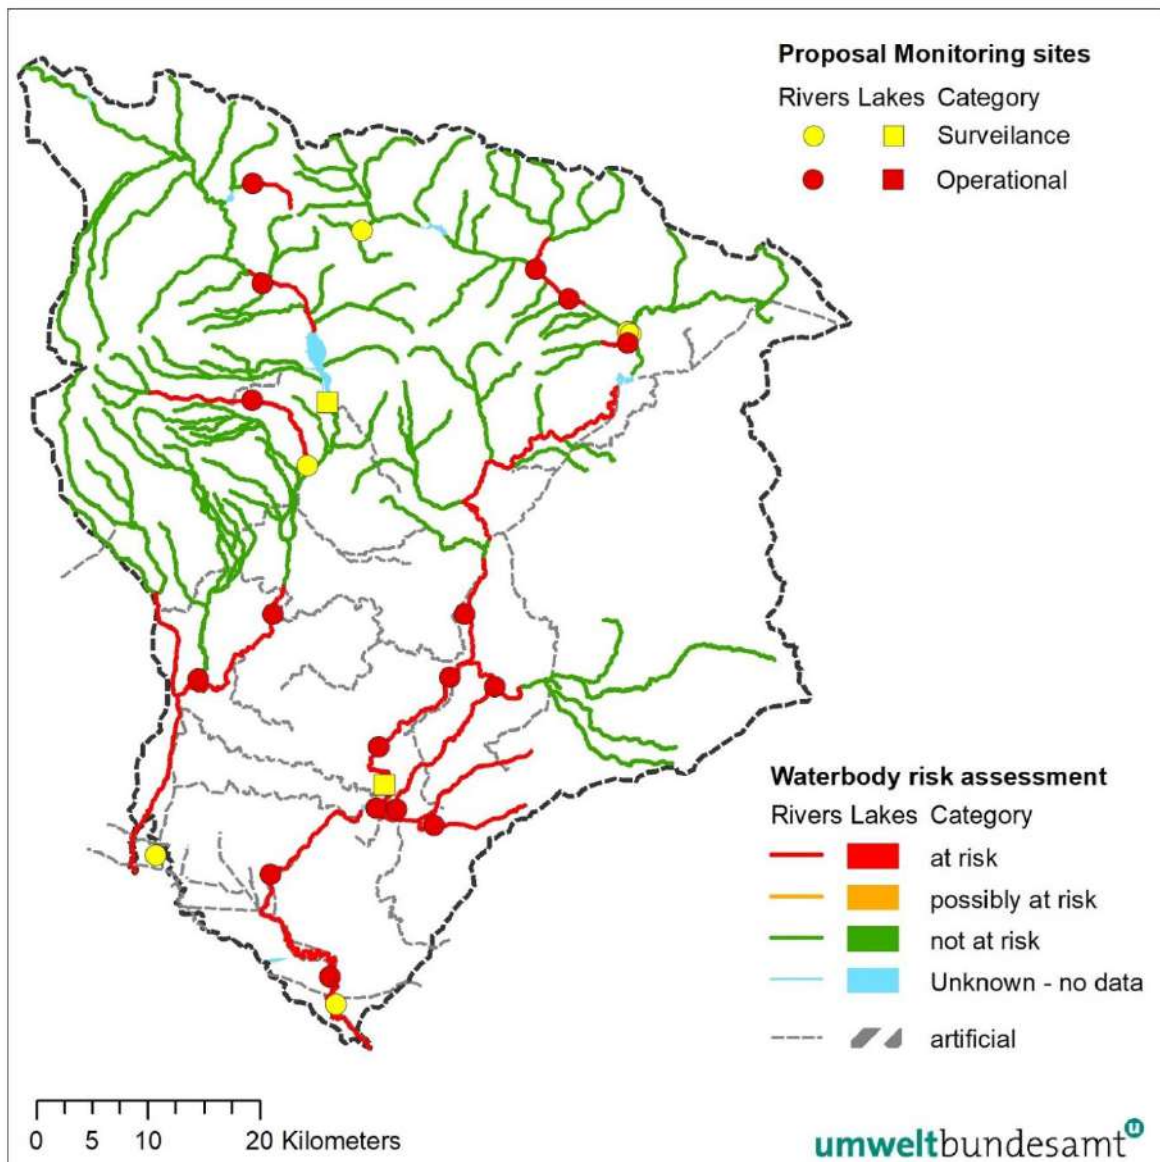 Proposal Monitoring sites
Rivers Lakes Category
Surveilance
Operational
Waterbody risk assessment
Rivers Lakes Category
at risk
possibly at risk
not at risk
Unknown - no data
artificial
0 5 10 20 Kilometers
umweltbundesamt u